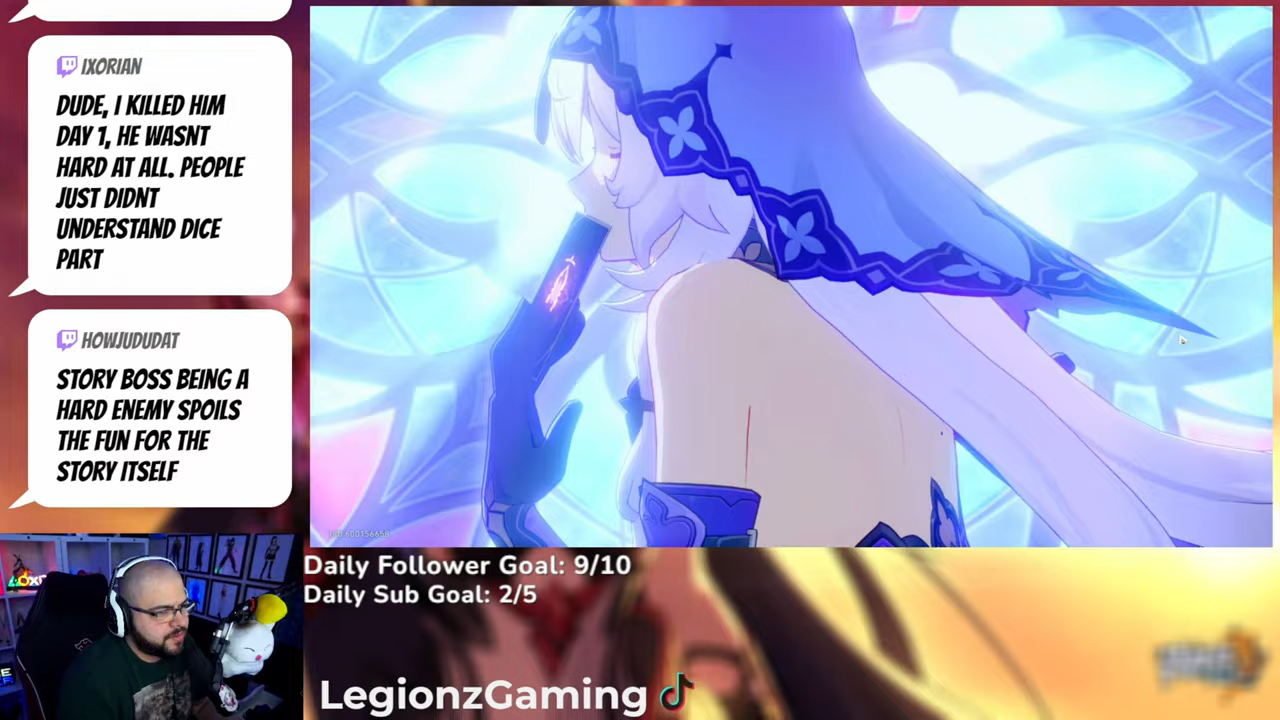 IXORIAN
DUDE, I KILLED HIM
DAY 1, HE WASNT
HARD AT ALL. PEOPLE
JUST DIDNT
UNDERSTAND DICE
PART
HOWJUDUDAT
STORY BOSS BEING A
HARD ENEMY SPOILS
THE FUN FOR THE
STORY ITSELF
Daily Follower Goal: 9/10
Daily Sub Goal: 2/5
LegionzGaming